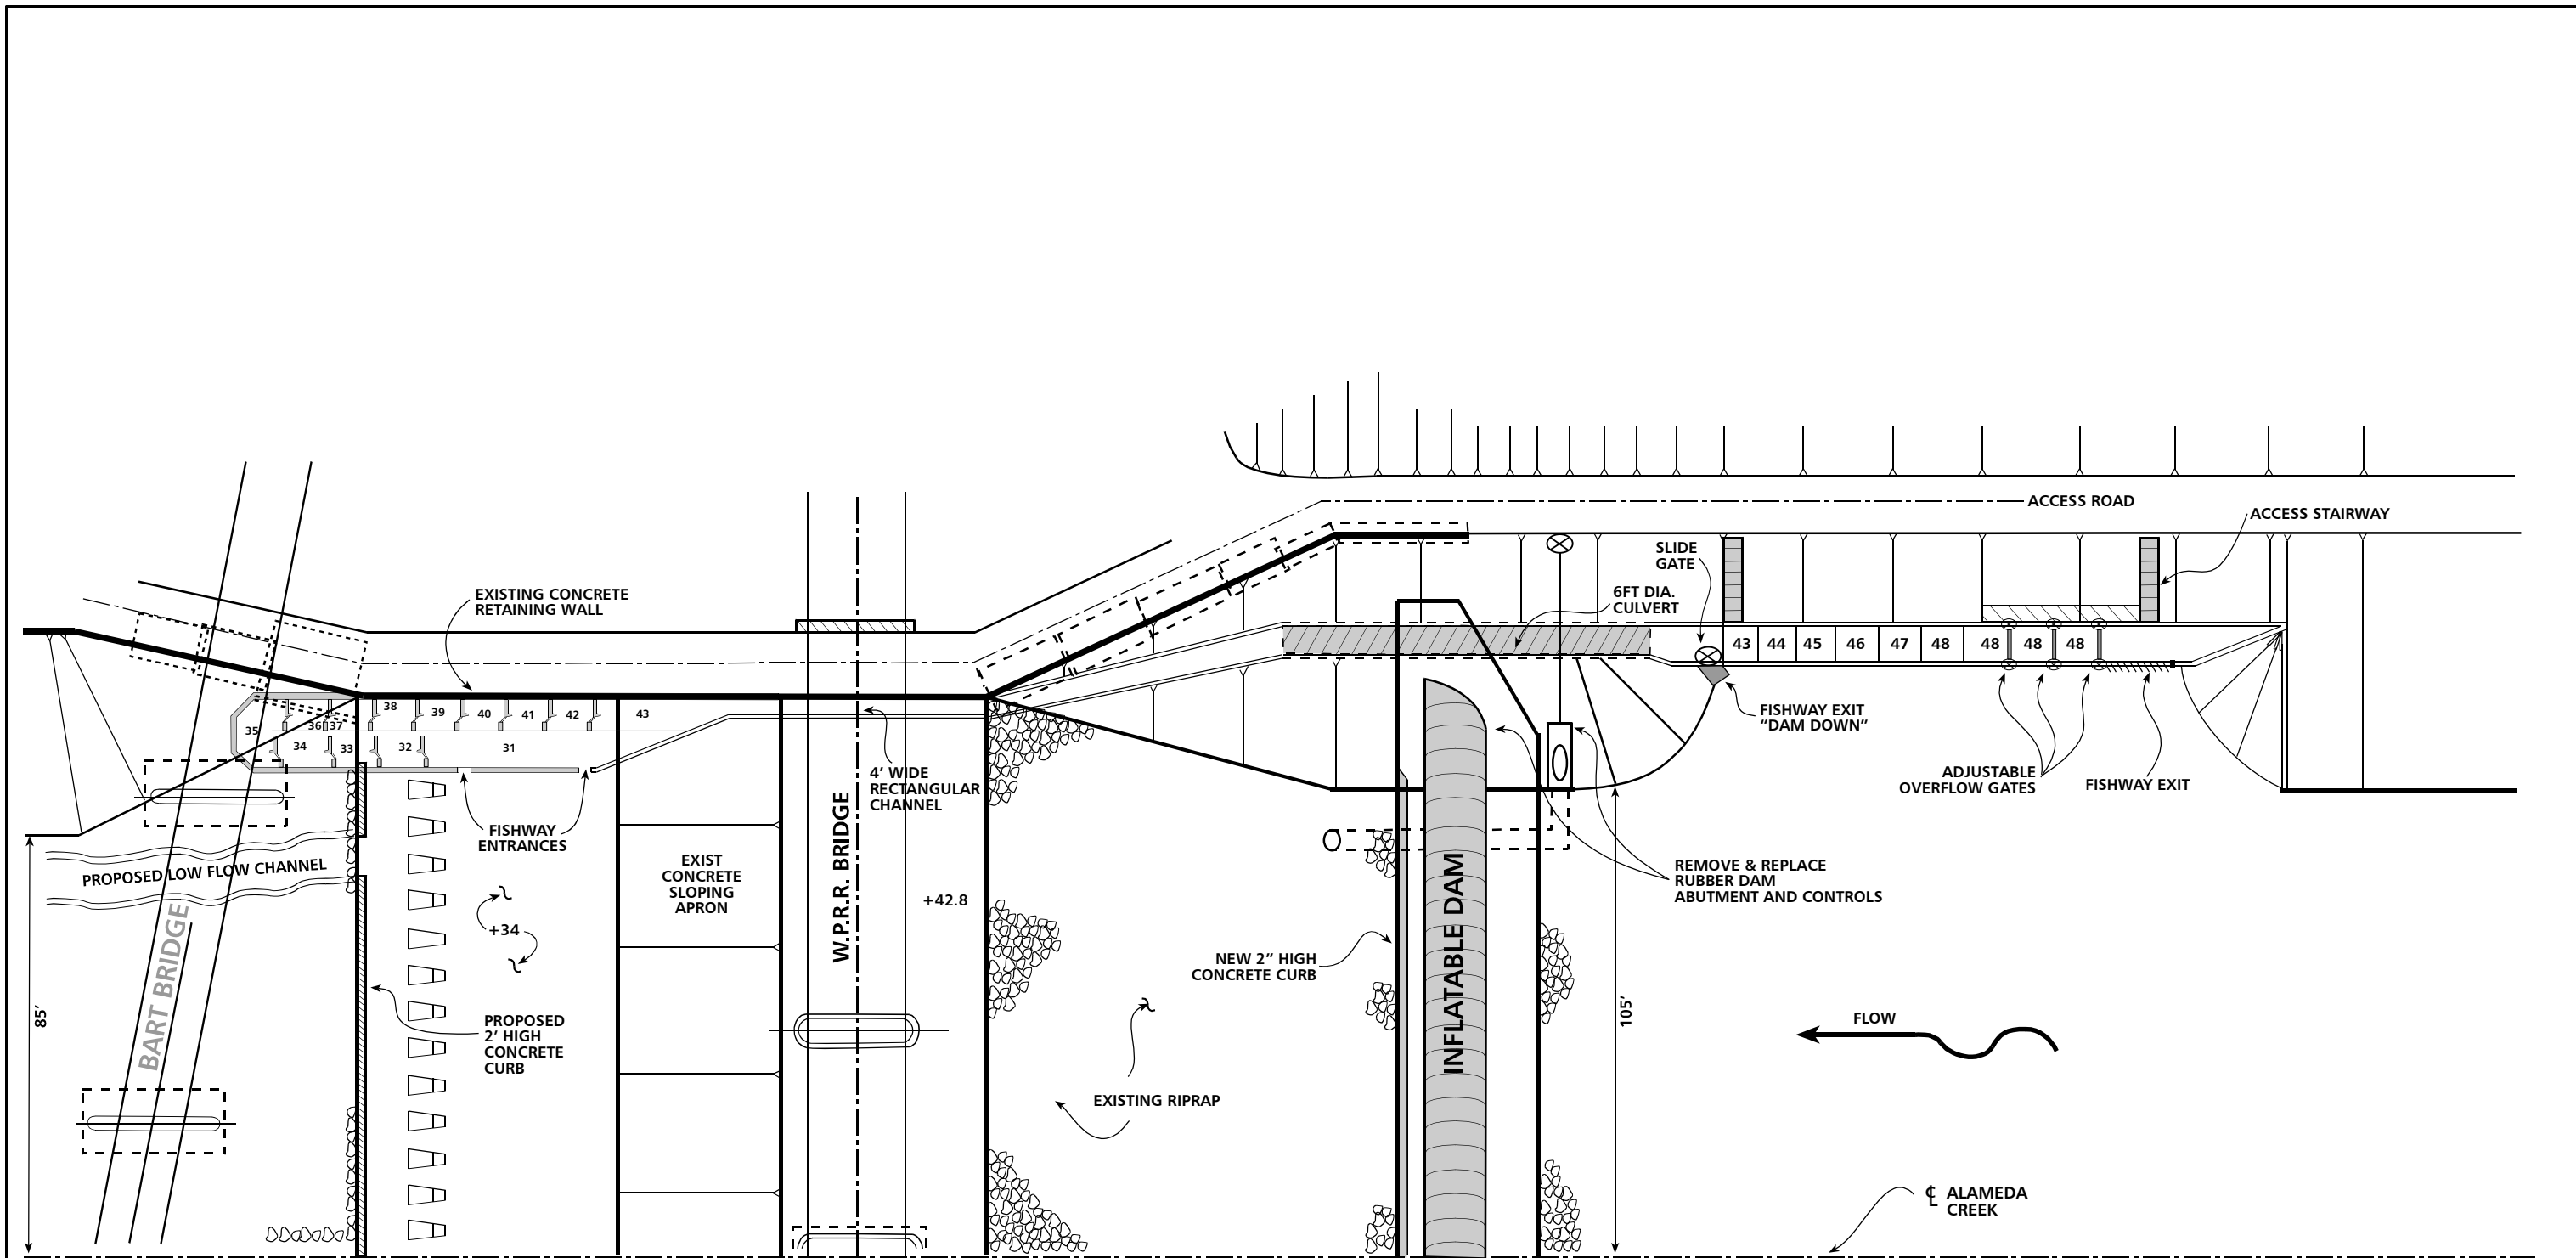 ACCESS ROAD
ACCESS STAIRWAY
SLIDE
GATE
6FT DIA.
CULVERT
EXISTING CONCRETE
RETAINING WALL
43 44 45 46 47 48 48 48 48
38 39 40 41 42 43
35 36 37
34 33 32 31
FISHWAY EXIT
“DAM DOWN”
ADJUSTABLE
OVERFLOW GATES
FISHWAY EXIT
4’ WIDE
RECTANGULAR
CHANNEL
FISHWAY
ENTRANCES
PROPOSED LOW FLOW CHANNEL
EXIST
CONCRETE
SLOPING
APRON
W.P.R.R. BRIDGE
+42.8
REMOVE & REPLACE
RUBBER DAM
ABUTMENT AND CONTROLS
+34
INFLATABLE DAM
NEW 2” HIGH
CONCRETE CURB
BART BRIDGE
85’
PROPOSED
2’ HIGH
CONCRETE
CURB
105’
FLOW
EXISTING RIPRAP
℄ ALAMEDA
CREEK